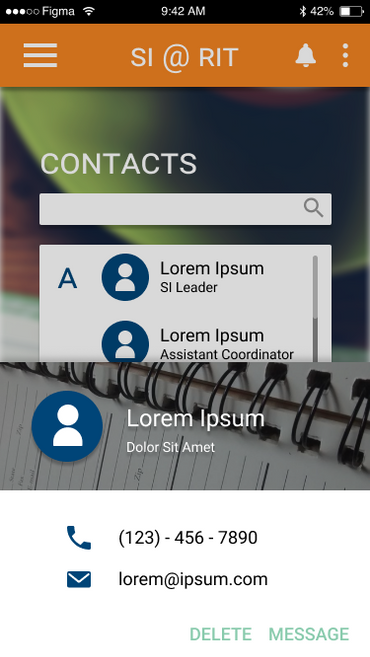 Figma 9:42 AM 42%
SI @ RIT
CONTACTS
A
Lorem Ipsum
SI Leader
Lorem Ipsum
Assistant Coordinator
Lorem Ipsum
Dolor Sit Amet
(123) - 456 - 7890
lorem@ipsum.com
DELETE MESSAGE